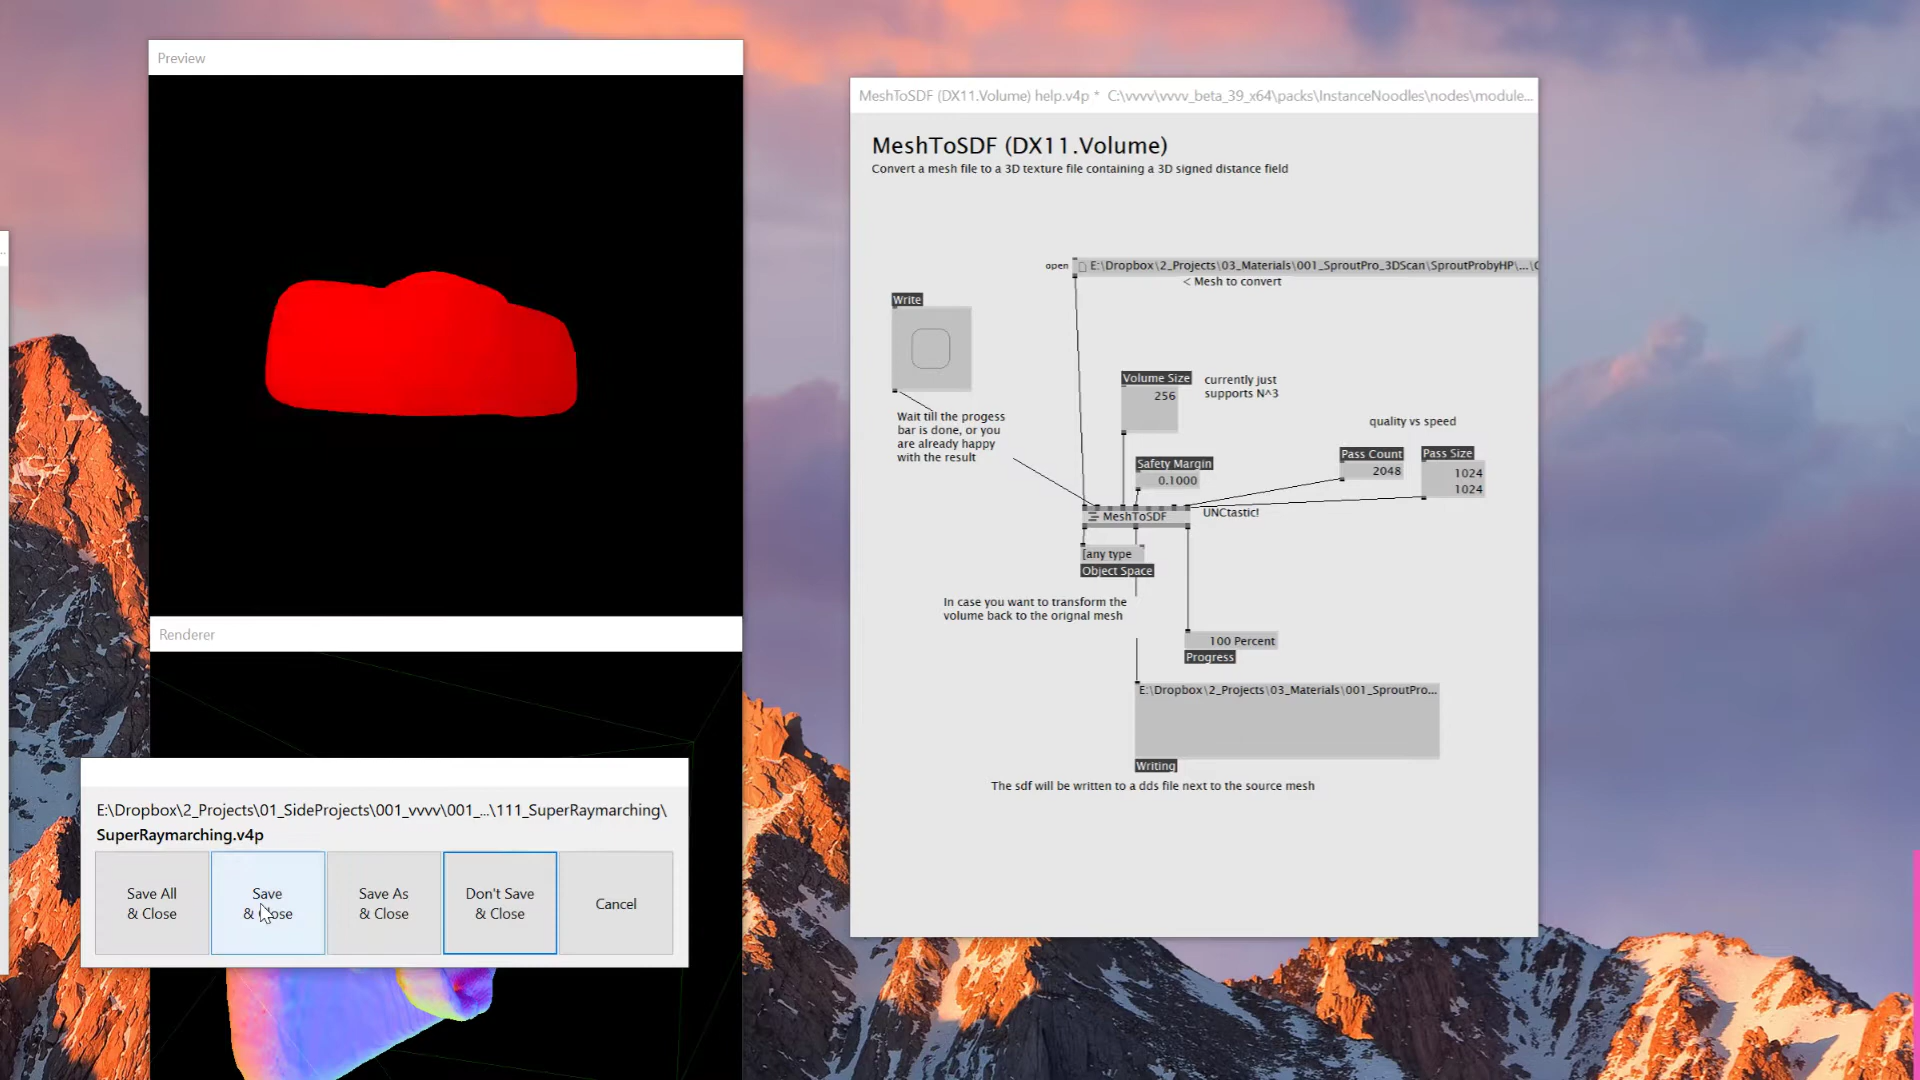 Preview
MeshToSDF (DX11.Volume) help.v4p * C:\vvvv\vvvv_beta_39_x64\packs\InstanceNoodles\nodes\module...
MeshToSDF (DX11.Volume)
Convert a mesh file to a 3D texture file containing a 3D signed distance field
open
E:\Dropbox\2_Projects\03_Materials\001_SproutPro_3DScan\SproutProbyHP\...\
< Mesh to convert
Write
Wait till the progess
bar is done, or you
are already happy
with the result
Volume Size
256
currently just
supports N^3
quality vs speed
Safety Margin
0.1000
Pass Count
2048
Pass Size
1024
1024
MeshToSDF
UNCtastic!
[any type
Object Space
In case you want to transform the
volume back to the orignal mesh
100 Percent
Progress
E:\Dropbox\2_Projects\03_Materials\001_SproutPro...
Writing
The sdf will be written to a dds file next to the source mesh
Renderer
E:\Dropbox\2_Projects\01_SideProjects\001_vvvv\001_...\111_SuperRaymarching\
SuperRaymarching.v4p
Save All
& Close
Save
& Close
Save As
& Close
Don't Save
& Close
Cancel